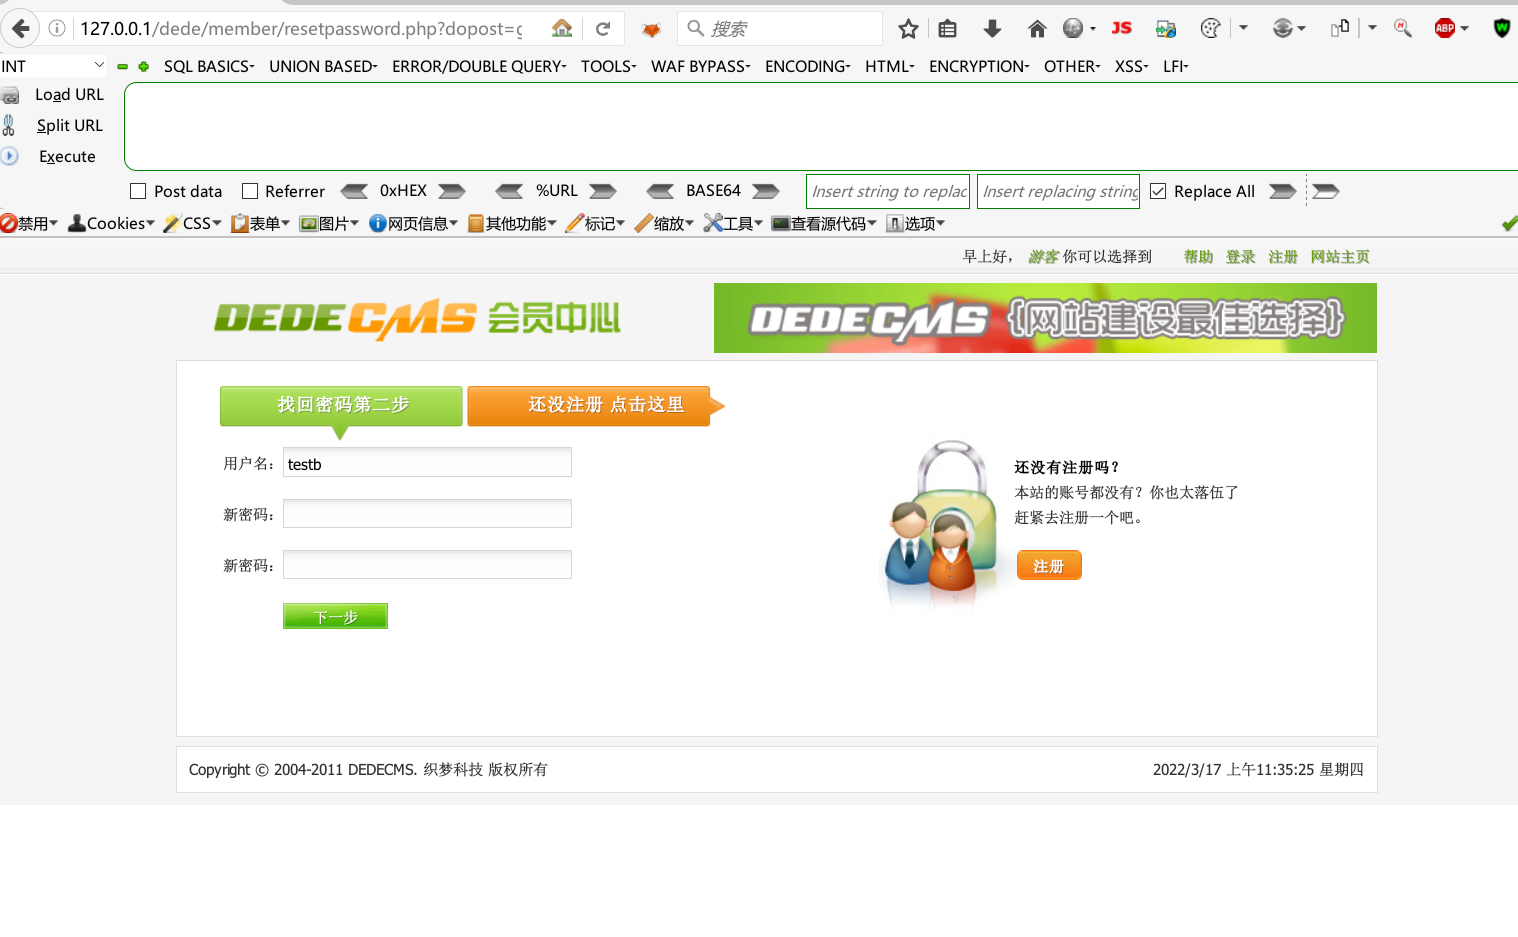 127.0.0.1/dede/member/resetpassword.php?dopost=g
搜索
JS
ABP
INT
SQL BASICS
UNION BASED
ERROR/DOUBLE QUERY
TOOLS
WAF BYPASS
ENCODING
HTML
ENCRYPTION
OTHER
XSS
LFI
Load URL
Split URL
Execute
Post data
Referrer
0xHEX
%URL
BASE64
Insert string to replac
Insert replacing string
Replace All
禁用
Cookies
CSS
表单
图片
网页信息
其他功能
标记
缩放
工具
查看源代码
选项
早上好， 游客 你可以选择到 帮助 登录 注册 网站主页
DEDECMS 会员中心
DEDECMS {网站建设最佳选择}
找回密码第二步
还没注册 点击这里
用户名： testb
新密码：
新密码：
下一步
还没有注册吗？
本站的账号都没有？你也太落伍了
赶紧去注册一个吧。
注册
Copyright © 2004-2011 DEDECMS. 织梦科技 版权所有
2022/3/17 上午11:35:25 星期四